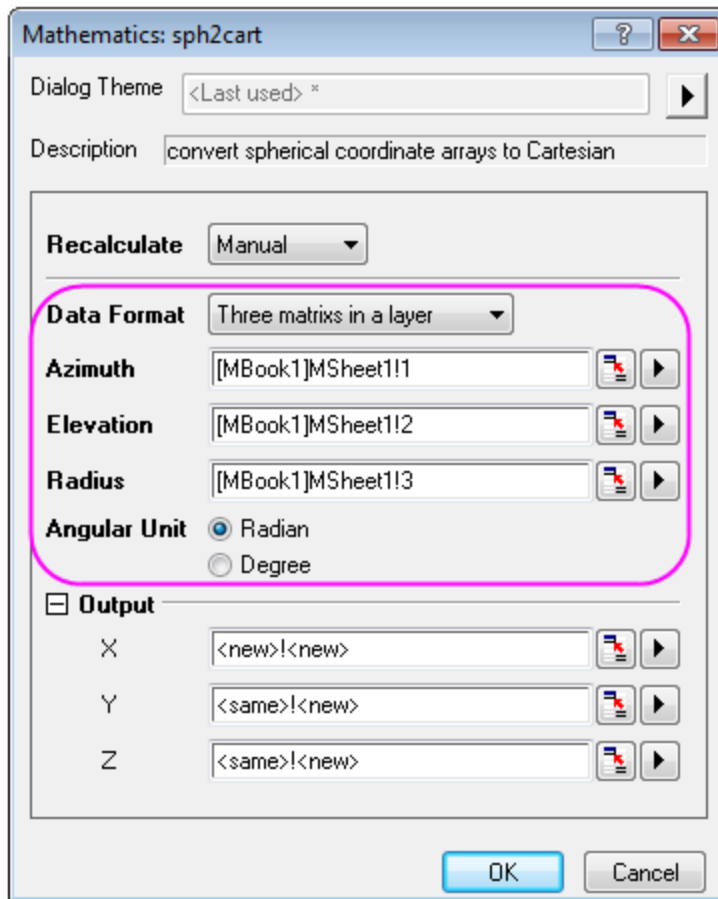 Mathematics: sph2cart
Dialog Theme <Last used> *
Description convert spherical coordinate arrays to Cartesian
Recalculate Manual
Data Format Three matrixs in a layer
Azimuth [MBook1]MSheet1!1
Elevation [MBook1]MSheet1!2
Radius [MBook1]MSheet1!3
Angular Unit Radian
Degree
Output
X <new>!<new>
Y <same>!<new>
Z <same>!<new>
OK Cancel